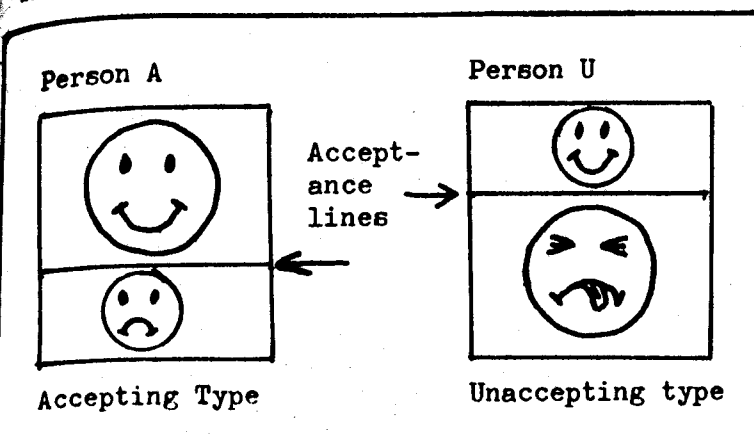 Person A
Person U
Accept-
ance
lines
Accepting Type
Unaccepting type